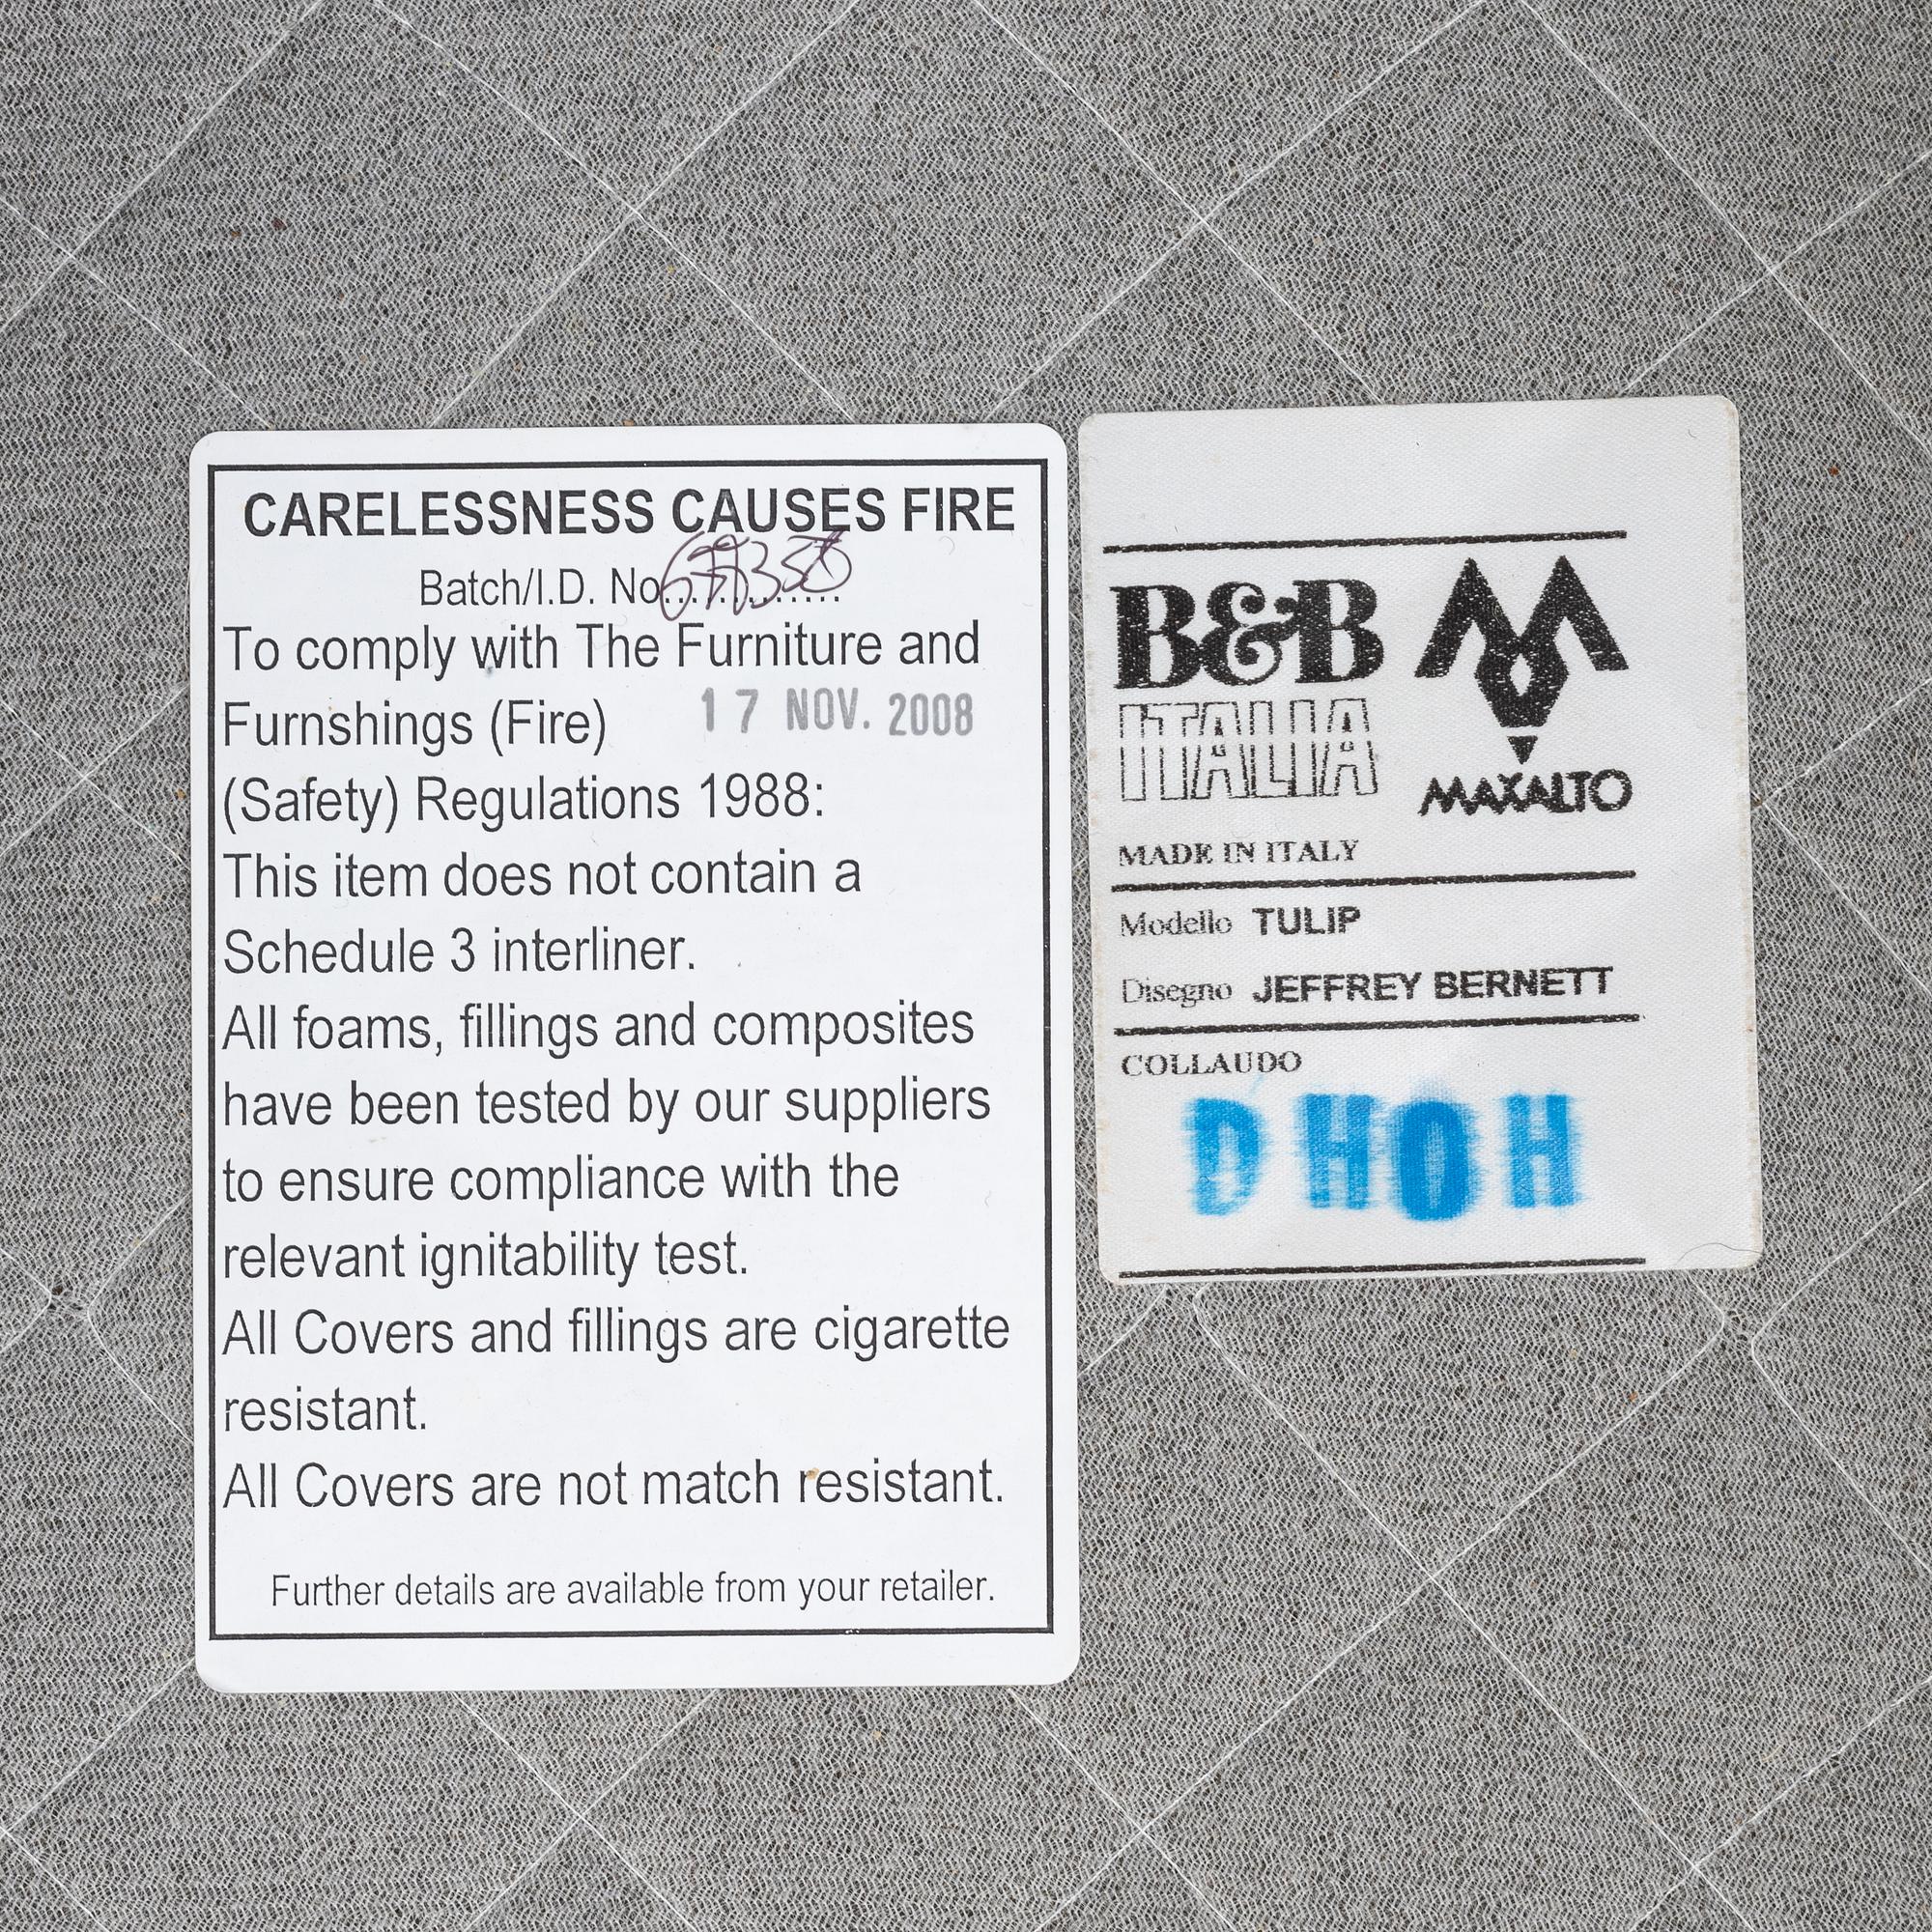 CARELESSNESS CAUSES FIRE
Batch/I.D. No.............
To comply with The Furniture and
Furnshings (Fire) 17 NOV. 2008
(Safety) Regulations 1988:
This item does not contain a
Schedule 3 interliner.
All foams, fillings and composites
have been tested by our suppliers
to ensure compliance with the
relevant ignitability test.
All Covers and fillings are cigarette
resistant.
All Covers are not match resistant.
Further details are available from your retailer.
B&B
ITALIA
MAXALTO
MADE IN ITALY
Modello TULIP
Disegno JEFFREY BERNETT
COLLAUDO
DHOH